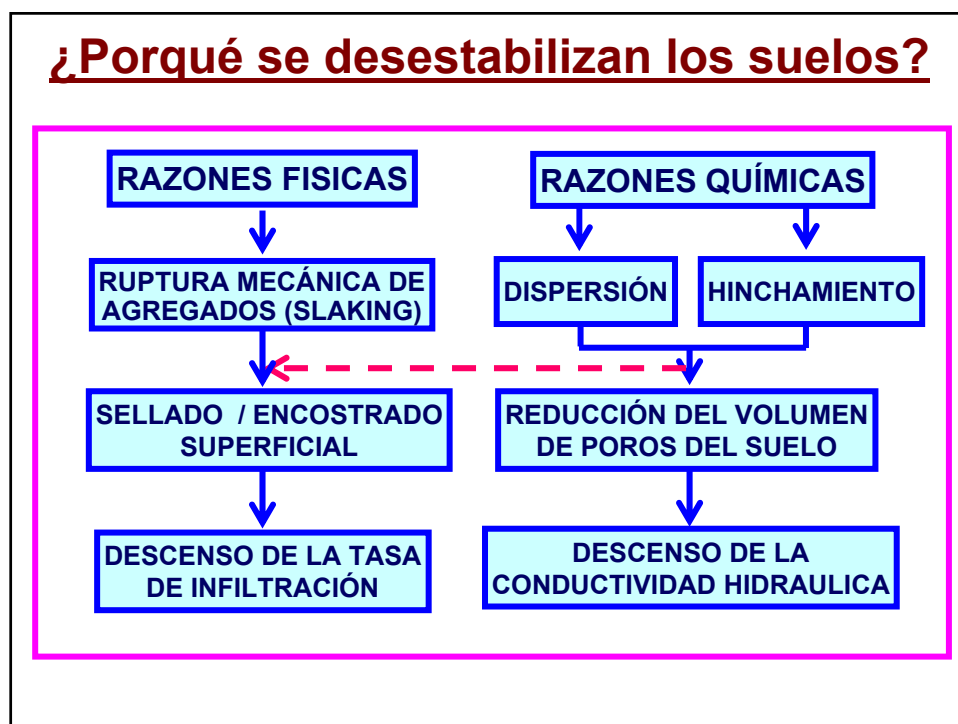 ¿Porqué se desestabilizan los suelos?
RAZONES FISICAS
RUPTURA MECÁNICA DE
AGREGADOS (SLAKING)
SELLADO / ENCOSTRADO
SUPERFICIAL
DESCENSO DE LA TASA
DE INFILTRACIÓN
RAZONES QUÍMICAS
DISPERSIÓN
HINCHAMIENTO
REDUCCIÓN DEL VOLUMEN
DE POROS DEL SUELO
DESCENSO DE LA
CONDUCTIVIDAD HIDRAULICA